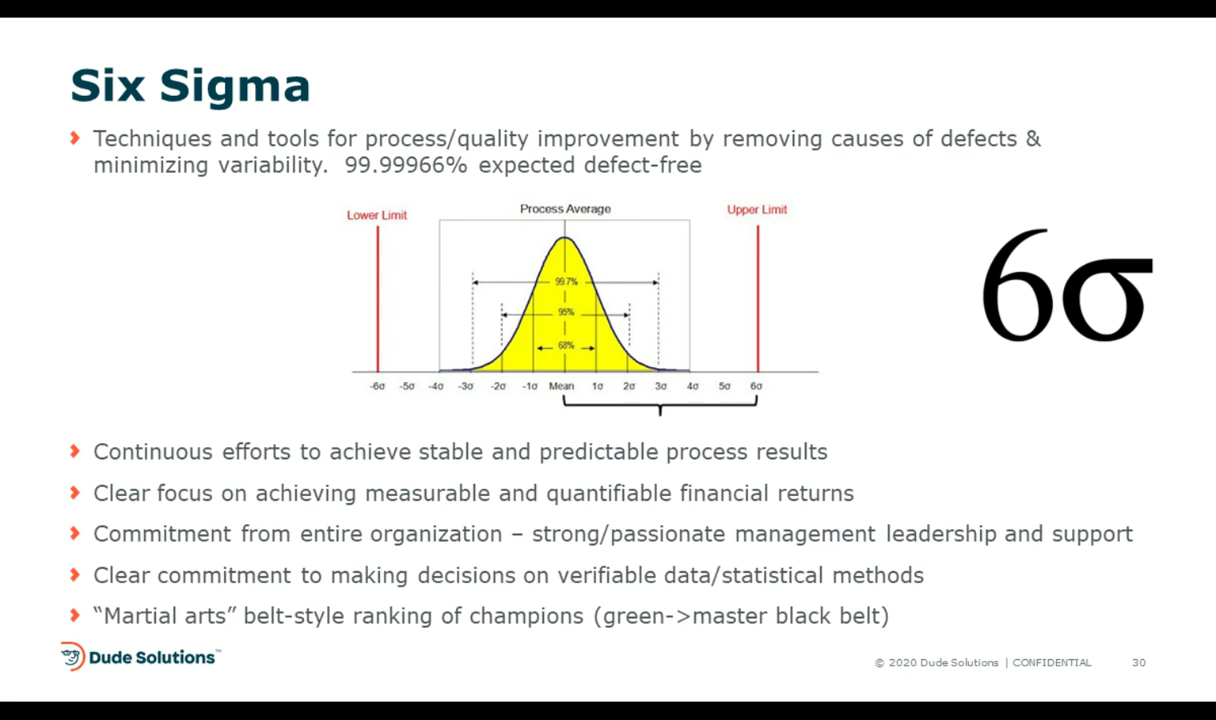 Six Sigma
Techniques and tools for process/quality improvement by removing causes of defects &
minimizing variability.  99.99966% expected defect-free
Lower Limit
Process Average
Upper Limit
6σ
99.7%
95%
68%
-6σ -5σ -4σ -3σ -2σ -1σ Mean 1σ 2σ 3σ 4σ 5σ 6σ
Continuous efforts to achieve stable and predictable process results
Clear focus on achieving measurable and quantifiable financial returns
Commitment from entire organization – strong/passionate management leadership and support
Clear commitment to making decisions on verifiable data/statistical methods
“Martial arts” belt-style ranking of champions (green->master black belt)
Dude Solutions™
© 2020 Dude Solutions | CONFIDENTIAL 30